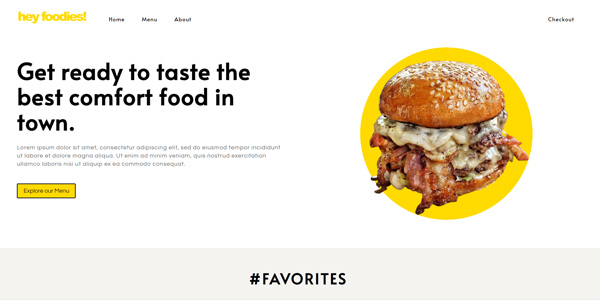 hey foodies!
Home Menu About
Checkout
Get ready to taste the
best comfort food in
town.
Lorem ipsum dolor sit amet, consectetur adipiscing elit, sed do eiusmod tempor incididunt
ut labore et dolore magna aliqua. Ut enim ad minim veniam, quis nostrud exercitation
ullamco laboris nisi ut aliquip ex ea commodo consequat.
Explore our Menu
#FAVORITES